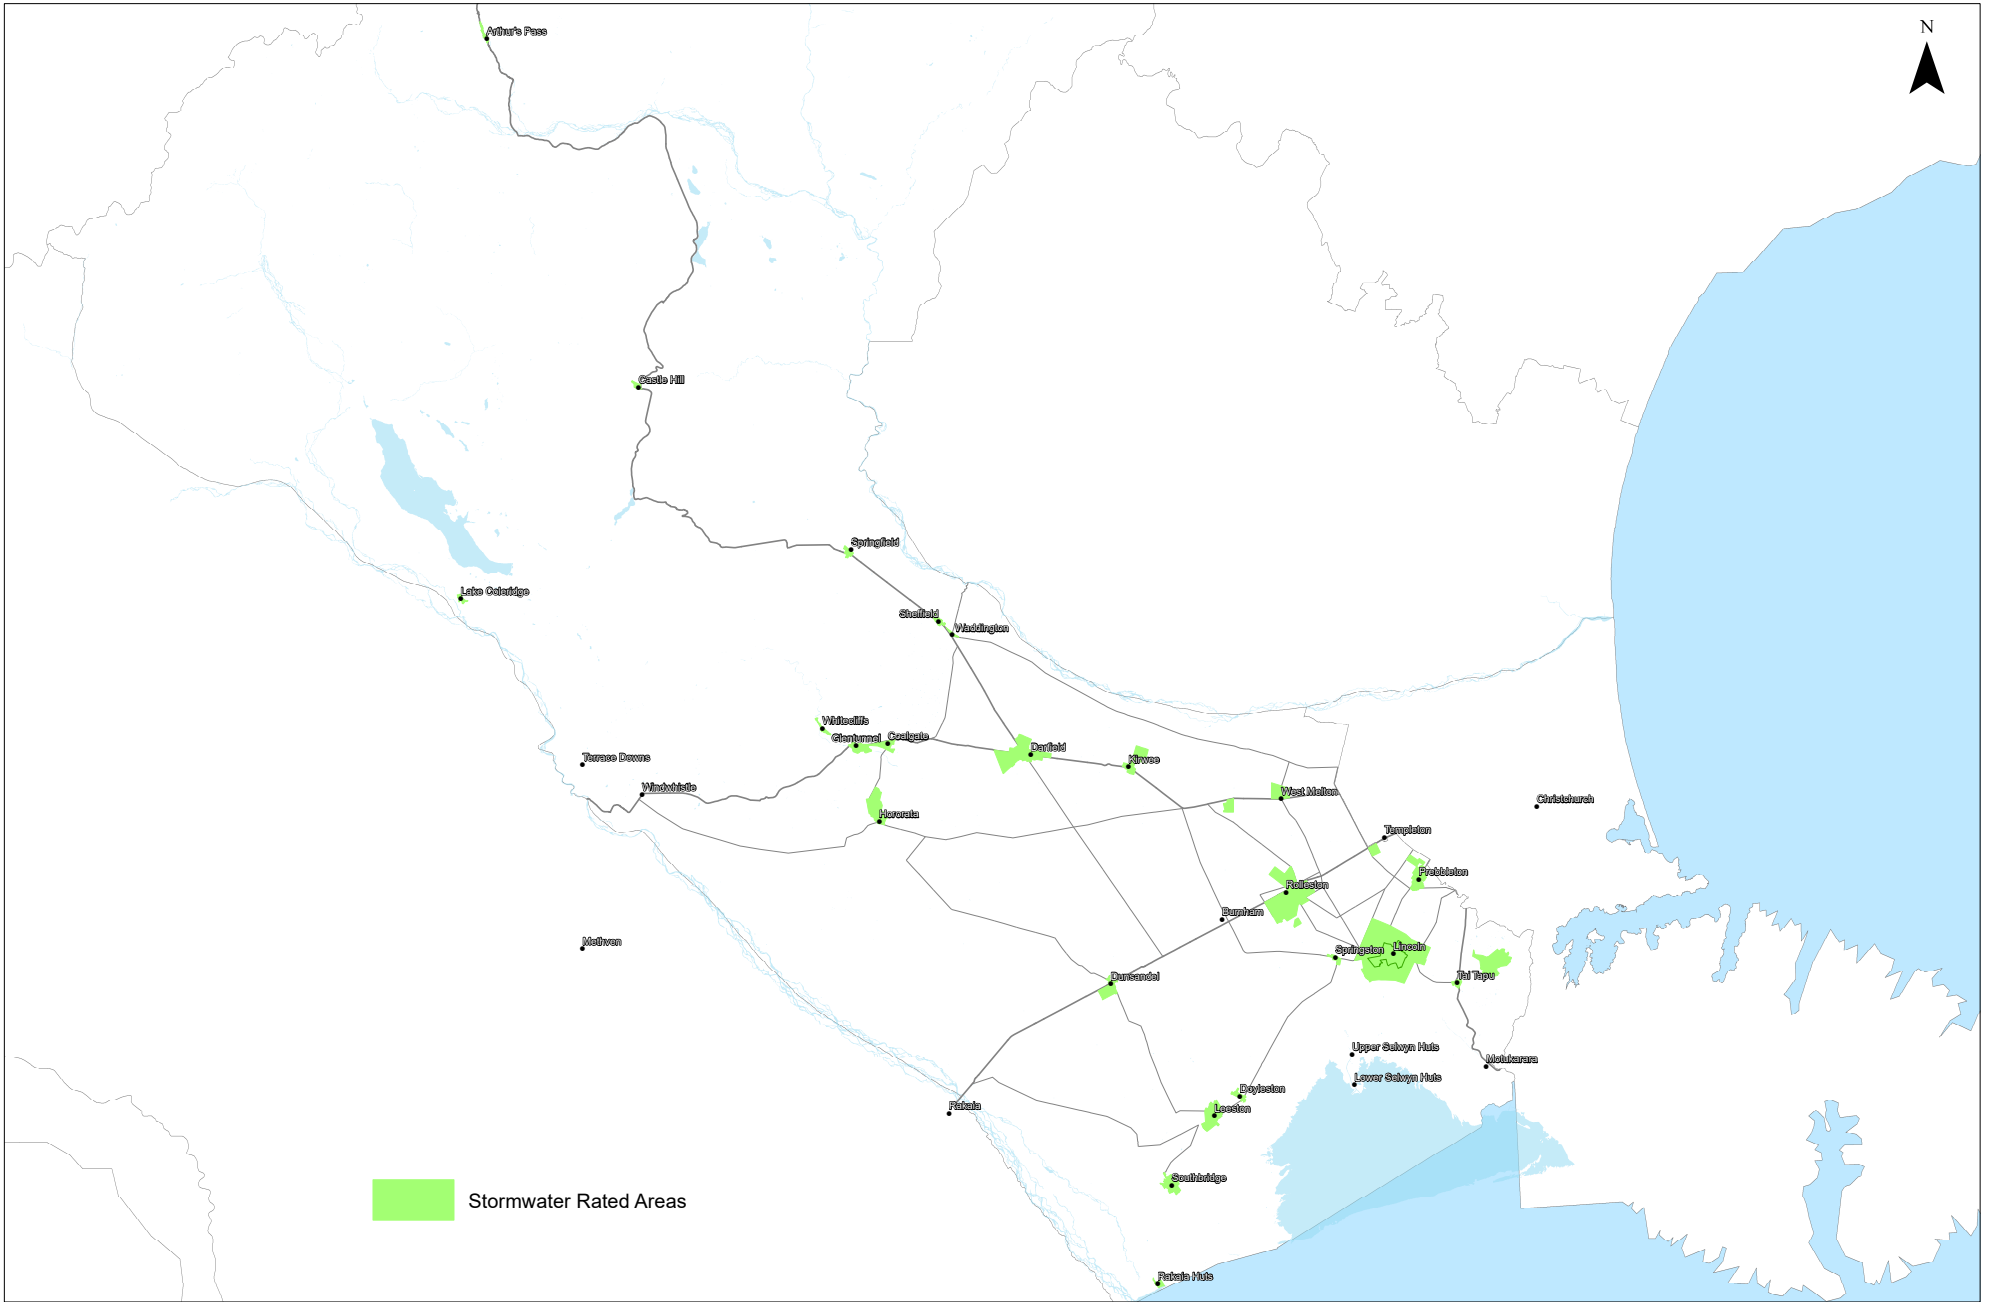 N
Arthur's Pass
Castle Hill
Springfield
Lake Coleridge
Sheffield
Waddington
Whitecliffs
Glentunnel
Coalgate
Darfield
Kirwee
Terrace Downs
Windwhistle
West Melton
Christchurch
Hororata
Templeton
Prebbleton
Rolleston
Burnham
Methven
Springston
Lincoln
Tai Tapu
Dunsandel
Upper Selwyn Huts
Motukarara
Lower Selwyn Huts
Doyleston
Rakaia
Leeston
Southbridge
Stormwater Rated Areas
Rakaia Huts